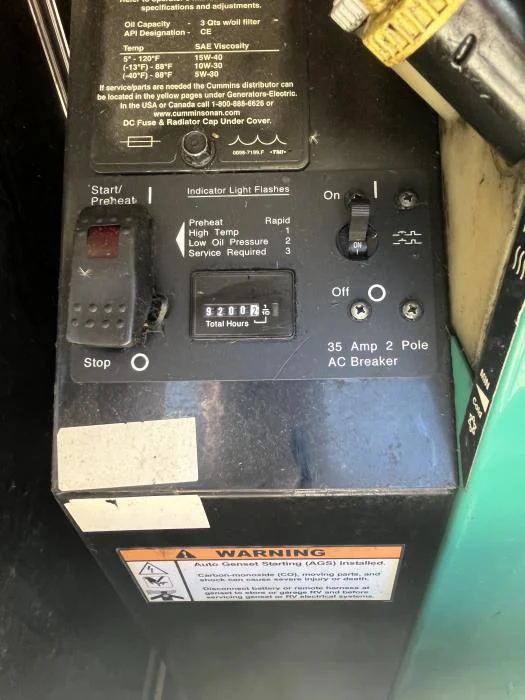 specifications and adjustments.
Oil Capacity - 3 Qts w/oil filter
API Designation - CE
Temp SAE Viscosity
5° - 120°F 15W-40
(-13°F) - 88°F 10W-30
(-40°F) - 88°F 5W-30
If service/parts are needed the Cummins distributor can
be located in the yellow pages under Generators-Electric.
In the USA or Canada call 1-800-888-6626 or
www.cumminsonan.com
DC Fuse & Radiator Cap Under Cover.
0098-7199.F
Start/
Preheat
Indicator Light Flashes
Preheat Rapid
High Temp 1
Low Oil Pressure 2
Service Required 3
92007 1/10
Total Hours
Stop
On
ON
Off
35 Amp 2 Pole
AC Breaker
Cold
WARNING
Auto Genset Starting (AGS) Installed.
Carbon-monoxide (CO), moving parts, and
shock can cause severe injury or death.
Disconnect battery or remote harness at
genset to store or garage RV and before
servicing genset or RV electrical systems.